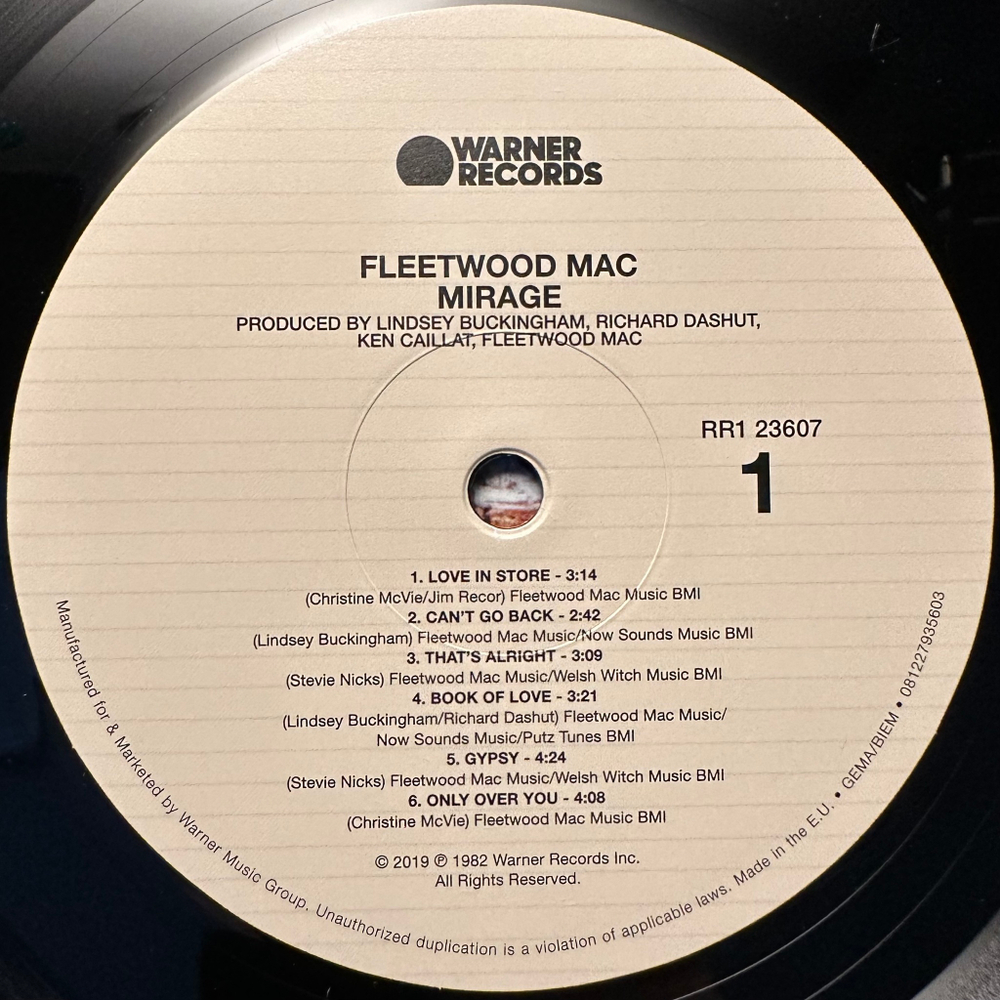 WARNER
RECORDS
FLEETWOOD MAC
MIRAGE
PRODUCED BY LINDSEY BUCKINGHAM, RICHARD DASHUT,
KEN CAILLAT, FLEETWOOD MAC
RR1 23607
1
1. LOVE IN STORE - 3:14
(Christine McVie/Jim Recor) Fleetwood Mac Music BMI
2. CAN'T GO BACK - 2:42
(Lindsey Buckingham) Fleetwood Mac Music/Now Sounds Music BMI
3. THAT'S ALRIGHT - 3:09
(Stevie Nicks) Fleetwood Mac Music/Welsh Witch Music BMI
4. BOOK OF LOVE - 3:21
(Lindsey Buckingham/Richard Dashut) Fleetwood Mac Music/
Now Sounds Music/Putz Tunes BMI
5. GYPSY - 4:24
(Stevie Nicks) Fleetwood Mac Music/Welsh Witch Music BMI
6. ONLY OVER YOU - 4:08
(Christine McVie) Fleetwood Mac Music BMI
© 2019 ℗ 1982 Warner Records Inc.
All Rights Reserved.
Manufactured for & Marketed by Warner Music Group. Unauthorized duplication is a violation of applicable laws. Made in the E.U. • GEMA/BIEM • 081227935603